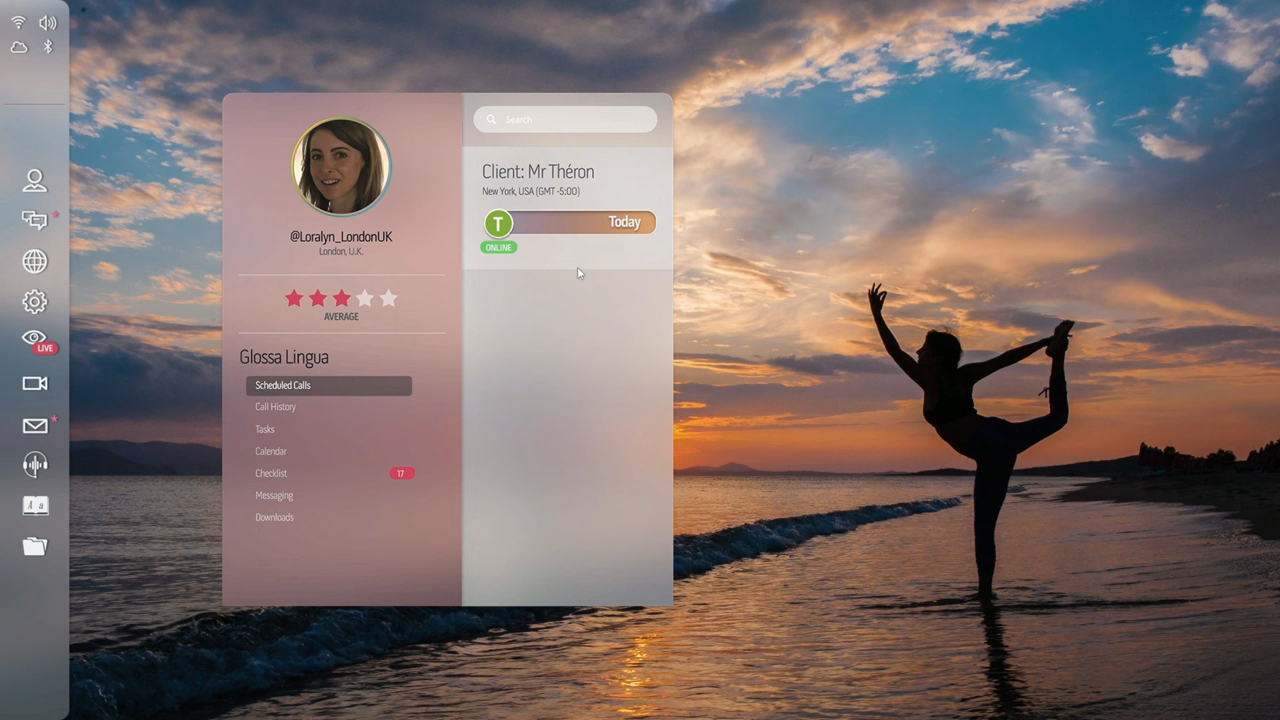 LIVE
A a
@Loralyn_LondonUK
London, U.K.
AVERAGE
Glossa Lingua
Scheduled Calls
Call History
Tasks
Calendar
Checklist 17
Messaging
Downloads
Search
Client: Mr Théron
New York, USA (GMT -5:00)
T Today
ONLINE